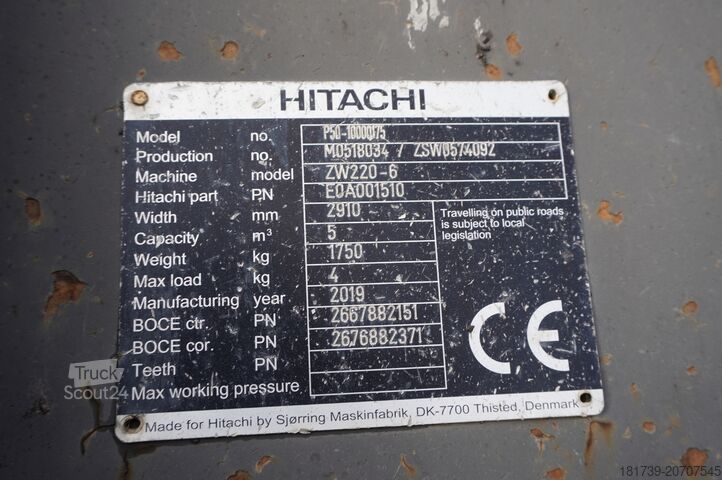 HITACHI
Model no. P50-10000175
Production no. M0518034 / ZSW0574092
Machine model ZW220-6
Hitachi part PN E0A001510
Width mm 2910
Capacity m³ 5
Weight kg 1750
Max load kg 4
Manufacturing year 2019
BOCE ctr. PN 2667882151
BOCE cor. PN 2676882371
Teeth PN
Max working pressure
Travelling on public roads
is subject to local
legislation
CE
Made for Hitachi by Sjørring Maskinfabrik, DK-7700 Thisted, Denmark
Truck
Scout24
181739-20707545